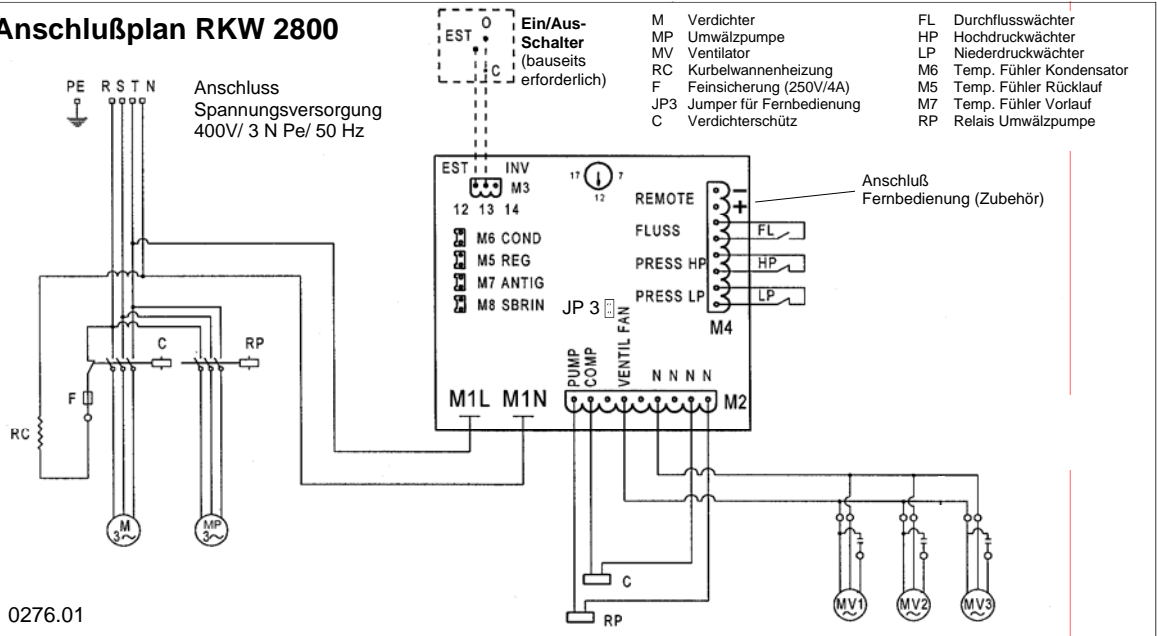 Anschlußplan RKW 2800
EST O
C
Ein/Aus-
Schalter
(bauseits
erforderlich)
M Verdichter
MP Umwälzpumpe
MV Ventilator
RC Kurbelwannenheizung
F Feinsicherung (250V/4A)
JP3 Jumper für Fernbedienung
C Verdichterschütz
FL Durchflusswächter
HP Hochdruckwächter
LP Niederdruckwächter
M6 Temp. Fühler Kondensator
M5 Temp. Fühler Rücklauf
M7 Temp. Fühler Vorlauf
RP Relais Umwälzpumpe
PE R S T N
Anschluss
Spannungsversorgung
400V/ 3 N Pe/ 50 Hz
EST INV
M3
12 13 14
17 7
12
REMOTE − +
Anschluß
Fernbedienung (Zubehör)
FLUSS FL
PRESS HP HP
PRESS LP LP
M4
M6 COND
M5 REG
M7 ANTIG
M8 SBRIN
JP 3
PUMP
COMP
VENTIL FAN
N N N N
M2
M1L M1N
C RP
F
RC
M
3~
MP
3~
C
RP
MV1 MV2 MV3
0276.01